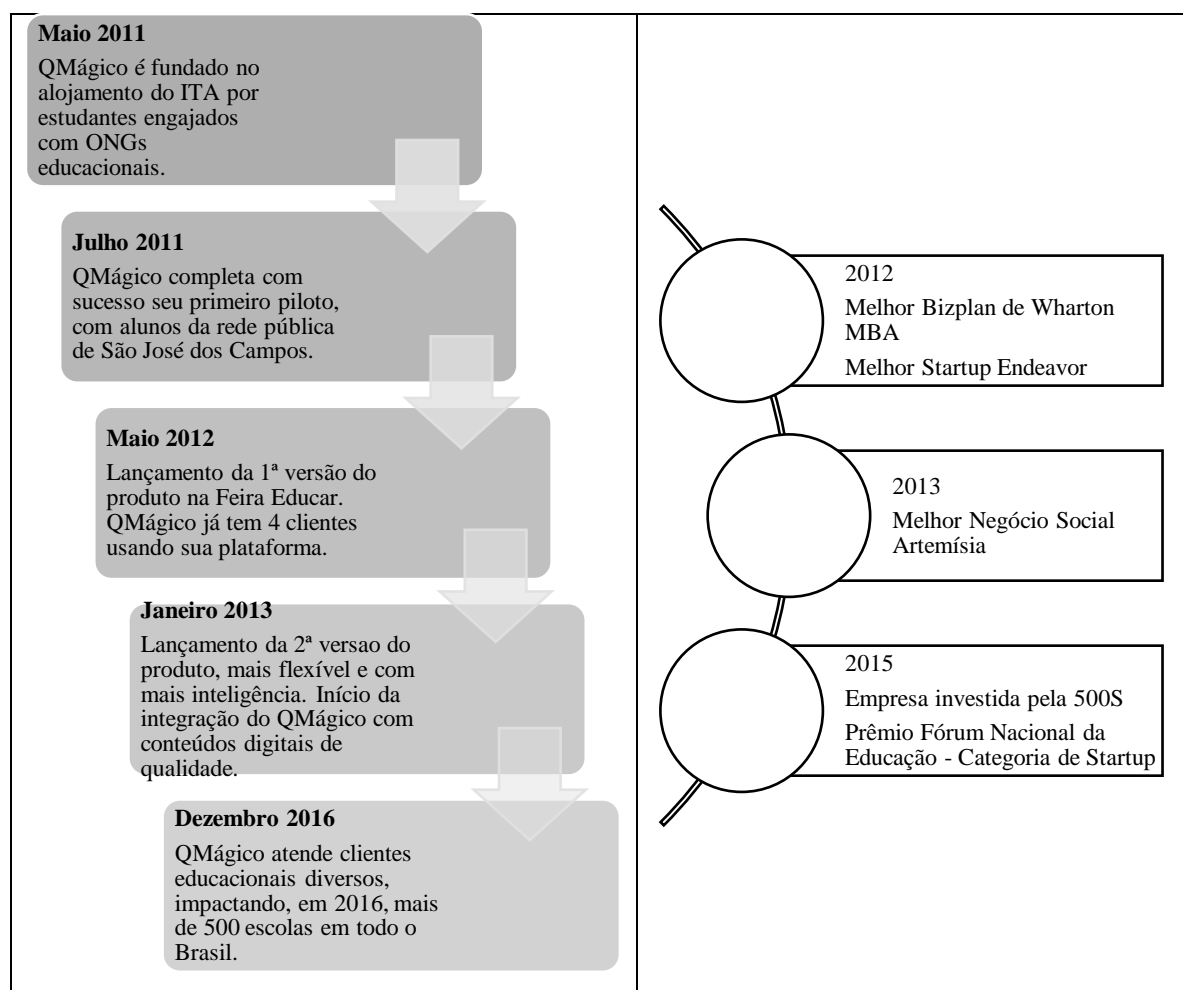 Maio 2011
QMágico é fundado no
alojamento do ITA por
estudantes engajados
com ONGs
educacionais.
Julho 2011
QMágico completa com
sucesso seu primeiro piloto,
com alunos da rede pública
de São José dos Campos.
Maio 2012
Lançamento da 1ª versão do
produto na Feira Educar.
QMágico já tem 4 clientes
usando sua plataforma.
Janeiro 2013
Lançamento da 2ª versao do
produto, mais flexível e com
mais inteligência. Início da
integração do QMágico com
conteúdos digitais de
qualidade.
Dezembro 2016
QMágico atende clientes
educacionais diversos,
impactando, em 2016, mais
de 500 escolas em todo o
Brasil.
2012
Melhor Bizplan de Wharton
MBA
Melhor Startup Endeavor
2013
Melhor Negócio Social
Artemísia
2015
Empresa investida pela 500S
Prêmio Fórum Nacional da
Educação - Categoria de Startup